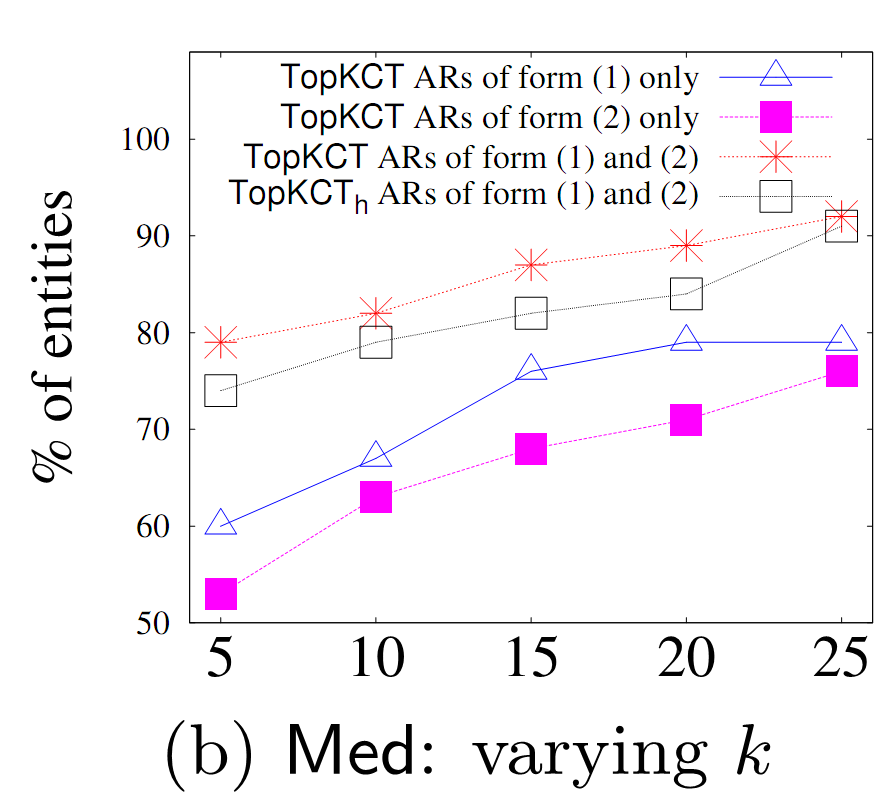 TopKCT ARs of form (1) only
TopKCT ARs of form (2) only
TopKCT ARs of form (1) and (2)
TopKCTh ARs of form (1) and (2)
% of entities
100
90
80
70
60
50
5 10 15 20 25
(b) Med: varying k